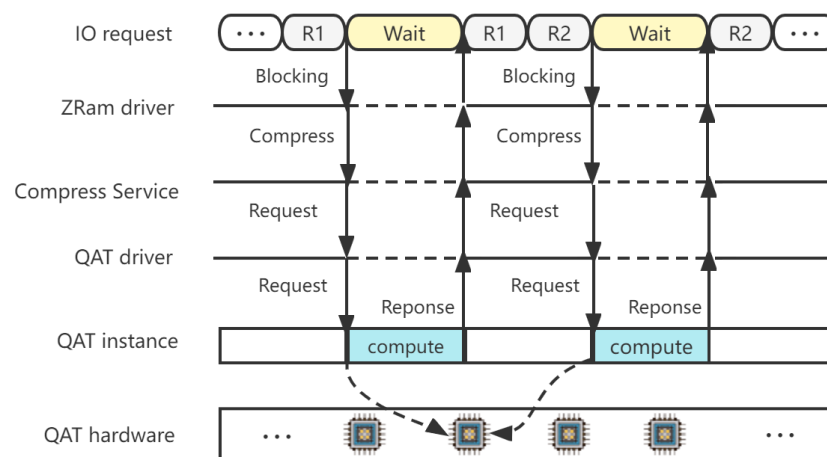 IO request ... R1 Wait R1 R2 Wait R2 ...
Blocking Blocking
ZRam driver
Compress Compress
Compress Service
Request Request
QAT driver
Request Request
Reponse Reponse
QAT instance compute compute
QAT hardware ... ...